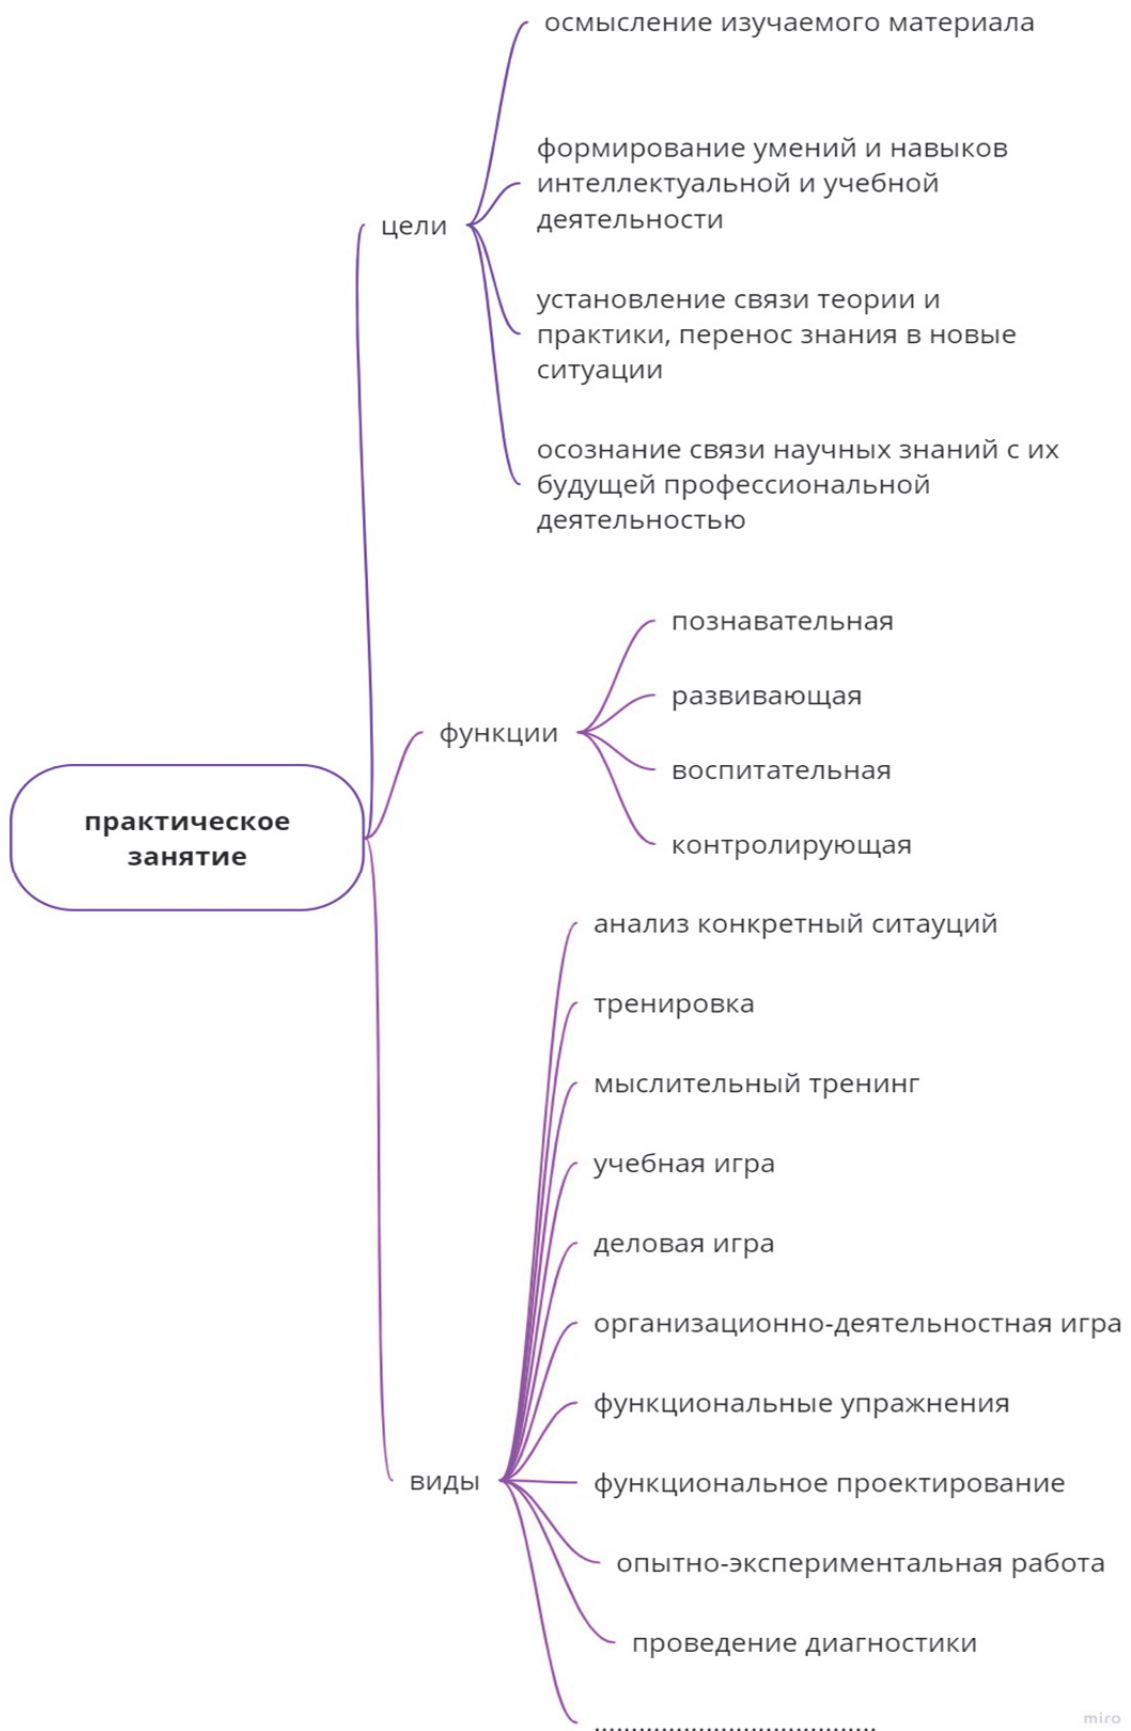 осмысление изучаемого материала
формирование умений и навыков
интеллектуальной и учебной
деятельности
цели
установление связи теории и
практики, перенос знания в новые
ситуации
осознание связи научных знаний с их
будущей профессиональной
деятельностью
познавательная
развивающая
функции
воспитательная
контролирующая
практическое
занятие
анализ конкретный ситауций
тренировка
мыслительный тренинг
учебная игра
деловая игра
организационно-деятельностная игра
функциональные упражнения
виды
функциональное проектирование
опытно-экспериментальная работа
проведение диагностики
......................................
miro